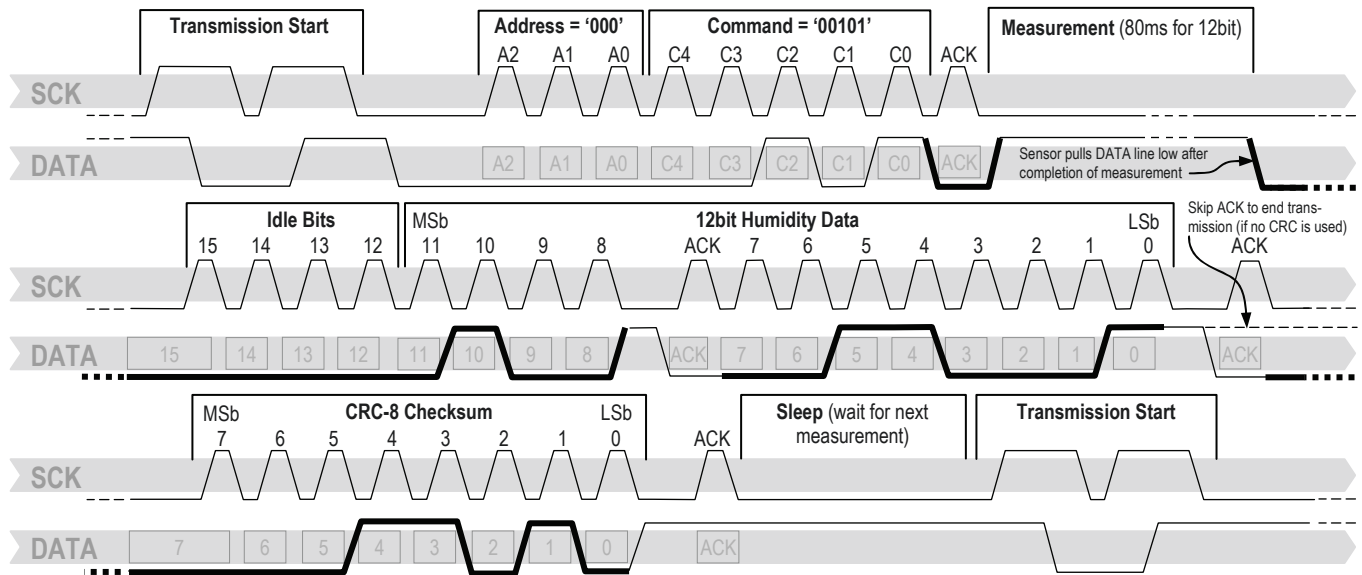 Transmission Start Address = ‘000’ Command = ‘00101’ Measurement (80ms for 12bit)
A2 A1 A0 C4 C3 C2 C1 C0 ACK
SCK
DATA A2 A1 A0 C4 C3 C2 C1 C0 ACK
Sensor pulls DATA line low after
completion of measurement
Idle Bits MSb 12bit Humidity Data LSb
Skip ACK to end trans-
mission (if no CRC is used)
15 14 13 12 11 10 9 8 ACK 7 6 5 4 3 2 1 0 ACK
SCK
DATA 15 14 13 12 11 10 9 8 ACK 7 6 5 4 3 2 1 0 ACK
MSb CRC-8 Checksum LSb Sleep (wait for next Transmission Start
measurement)
7 6 5 4 3 2 1 0 ACK
SCK
DATA 7 6 5 4 3 2 1 0 ACK